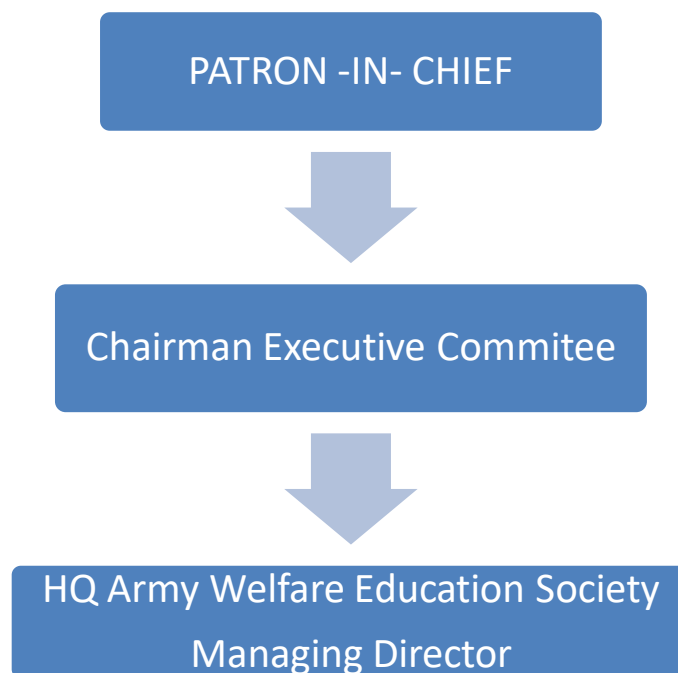 PATRON -IN- CHIEF
Chairman Executive Commitee
HQ Army Welfare Education Society
Managing Director